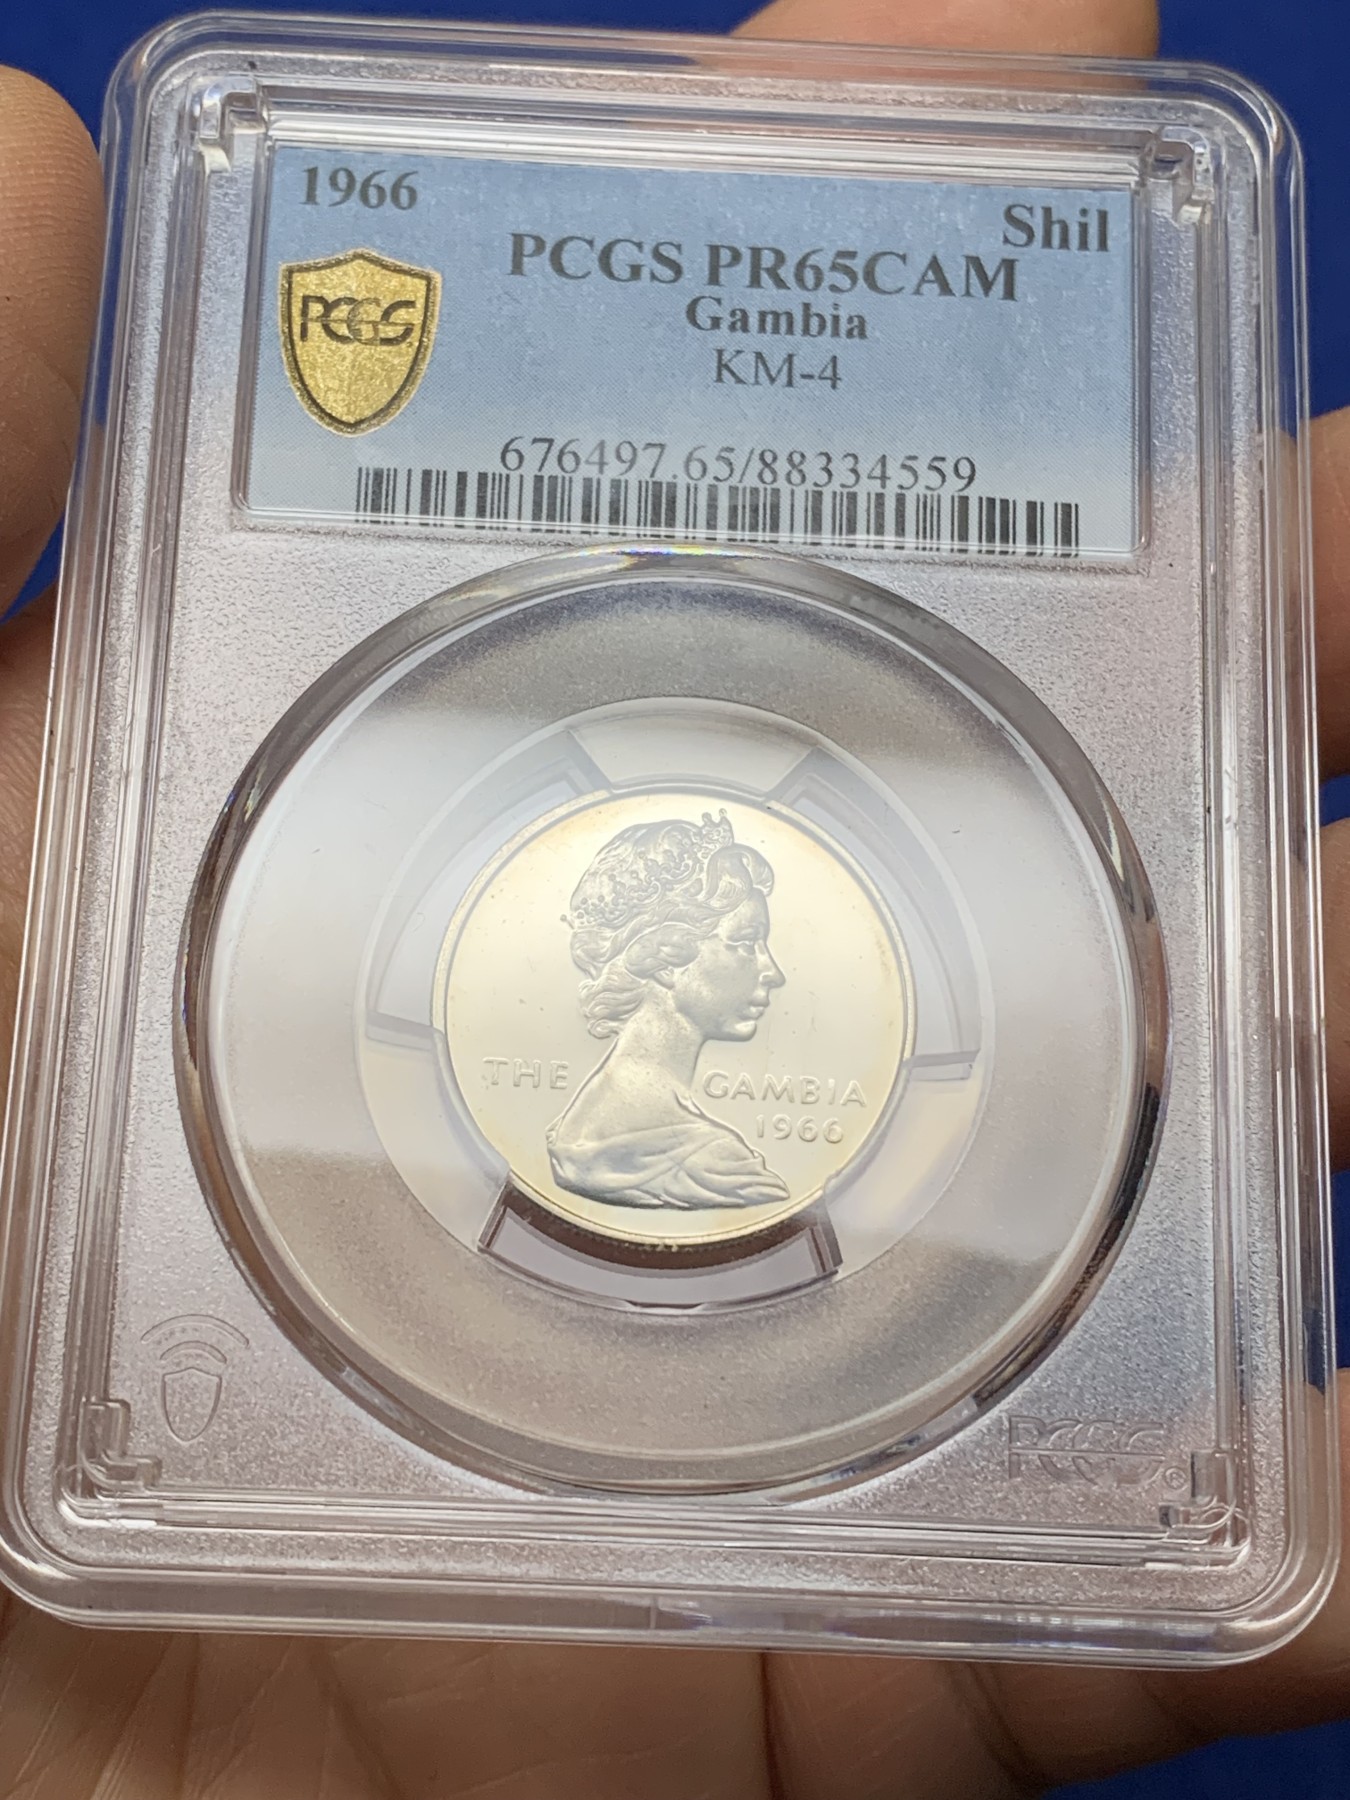 1966
Shil
PCGS PR65CAM
Gambia
KM-4
PCGS
676497.65/88334559
THE GAMBIA
1966
PCGS®